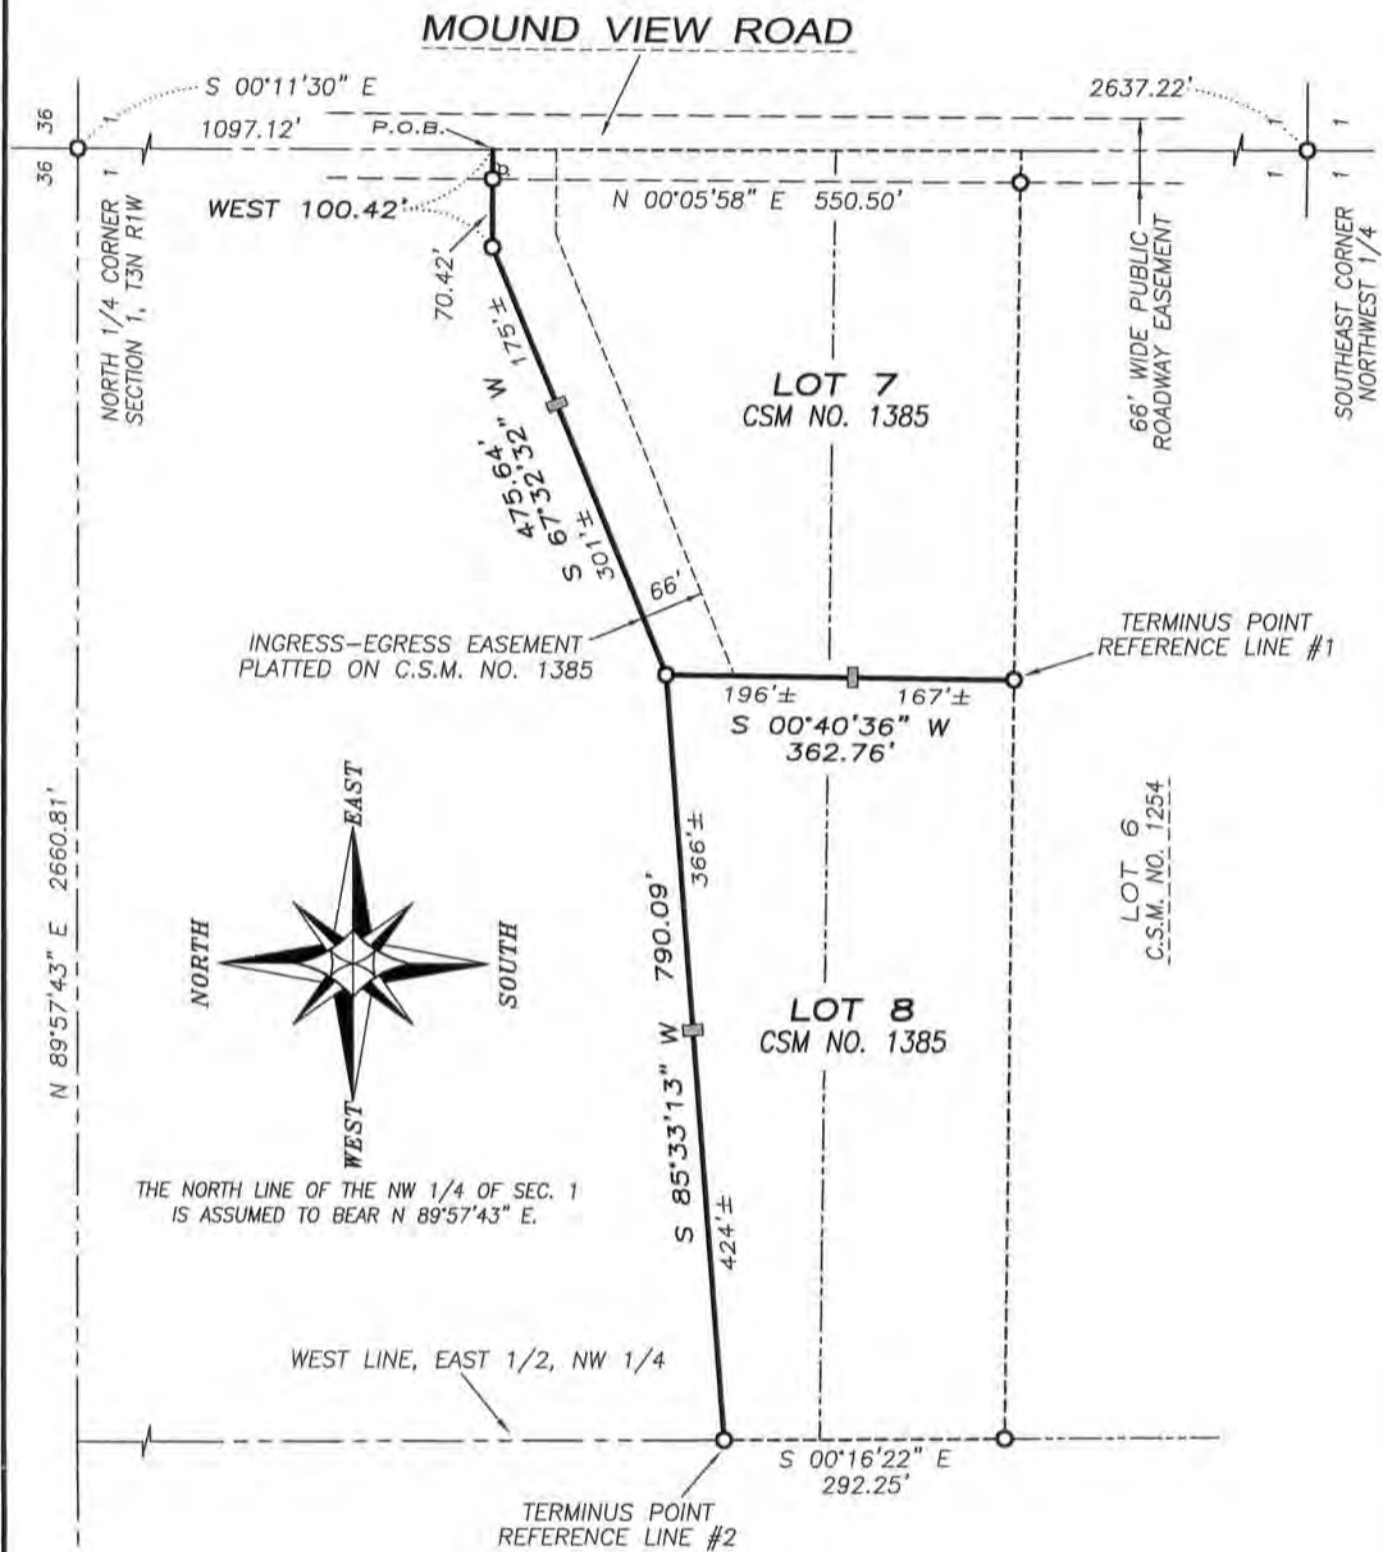 MOUND VIEW ROAD
S 00°11'30" E
2637.22'
36
1
1097.12'
P.O.B.
1
1
36
1
1
1
WEST 100.42'
N 00°05'58" E 550.50'
NORTH 1/4 CORNER
SECTION 1, T3N R1W
70.42'
66' WIDE PUBLIC
ROADWAY EASEMENT
SOUTHEAST CORNER
NORTHWEST 1/4
175'±
475.64'
S 67°32'32" W
301'±
LOT 7
CSM NO. 1385
66'
INGRESS-EGRESS EASEMENT
PLATTED ON C.S.M. NO. 1385
TERMINUS POINT
REFERENCE LINE #1
196'±
167'±
S 00°40'36" W
362.76'
N 89°57'43" E 2660.81'
EAST
NORTH
SOUTH
WEST
366'±
S 85°33'13" W 790.09'
424'±
LOT 6
C.S.M. NO. 1254
LOT 8
CSM NO. 1385
THE NORTH LINE OF THE NW 1/4 OF SEC. 1
IS ASSUMED TO BEAR N 89°57'43" E.
WEST LINE, EAST 1/2, NW 1/4
S 00°16'22" E
292.25'
TERMINUS POINT
REFERENCE LINE #2